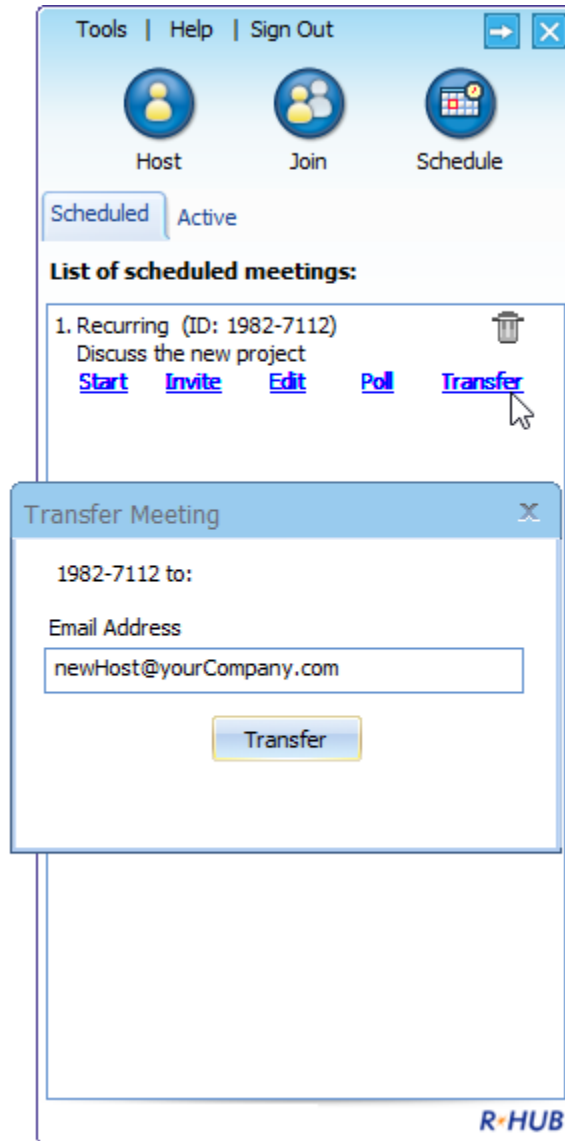 Tools | Help | Sign Out
Host Join Schedule
Scheduled Active
List of scheduled meetings:
1. Recurring (ID: 1982-7112)
Discuss the new project
Start Invite Edit Poll Transfer
Transfer Meeting x
1982-7112 to:
Email Address
newHost@yourCompany.com
Transfer
R-HUB